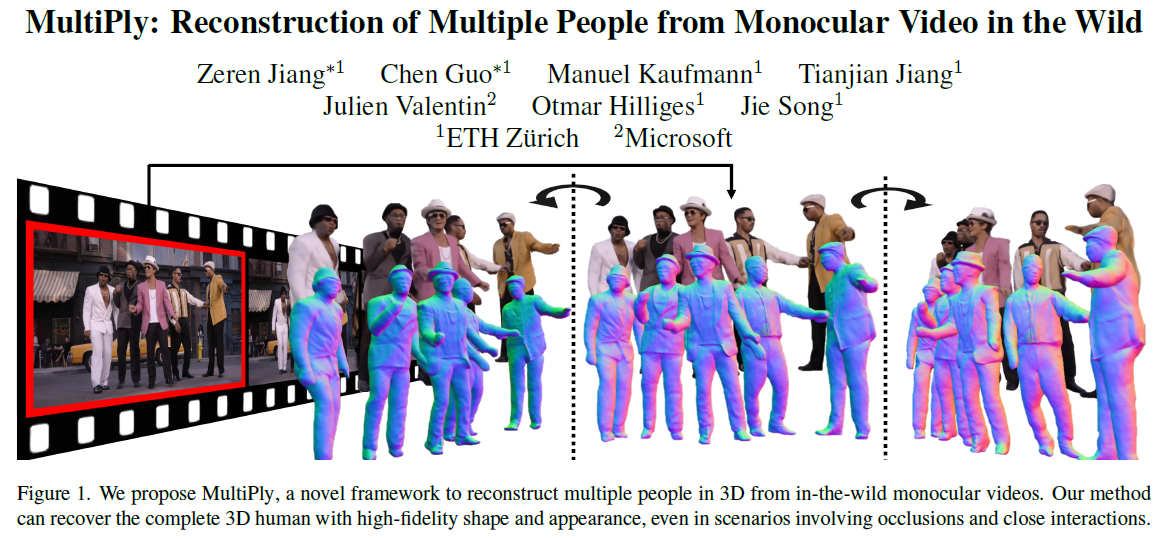 MultiPly: Reconstruction of Multiple People from Monocular Video in the Wild
Zeren Jiang*1 Chen Guo*1 Manuel Kaufmann1 Tianjian Jiang1
Julien Valentin2 Otmar Hilliges1 Jie Song1
1ETH Zürich 2Microsoft
Figure 1. We propose MultiPly, a novel framework to reconstruct multiple people in 3D from in-the-wild monocular videos. Our method
can recover the complete 3D human with high-fidelity shape and appearance, even in scenarios involving occlusions and close interactions.